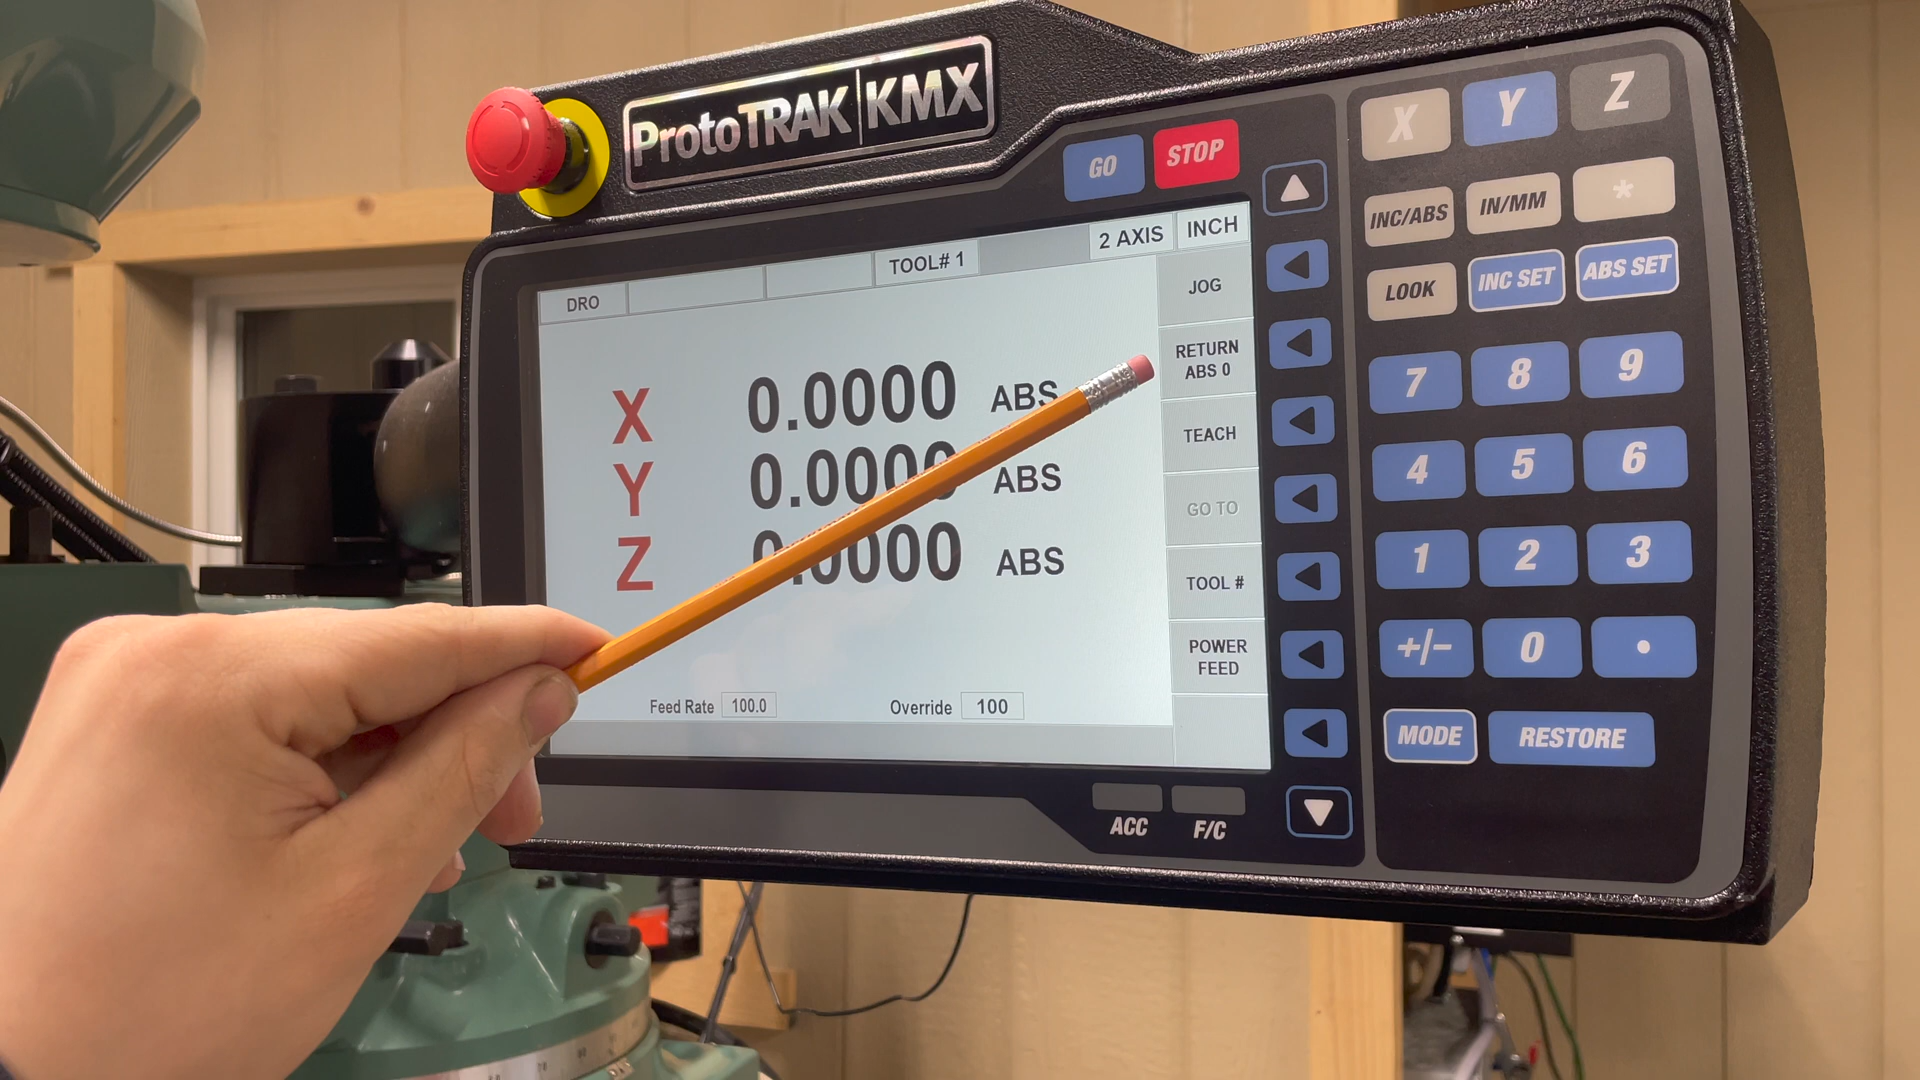 ProtoTRAK KMX
GO STOP
X Y Z
INC/ABS IN/MM *
LOOK INC SET ABS SET
7 8 9
4 5 6
1 2 3
+/- 0 .
MODE RESTORE
DRO TOOL# 1 2 AXIS INCH
X 0.0000 ABS
Y 0.0000 ABS
Z 0.0000 ABS
Feed Rate 100.0 Override 100
JOG
RETURN
ABS 0
TEACH
GO TO
TOOL #
POWER
FEED
ACC F/C